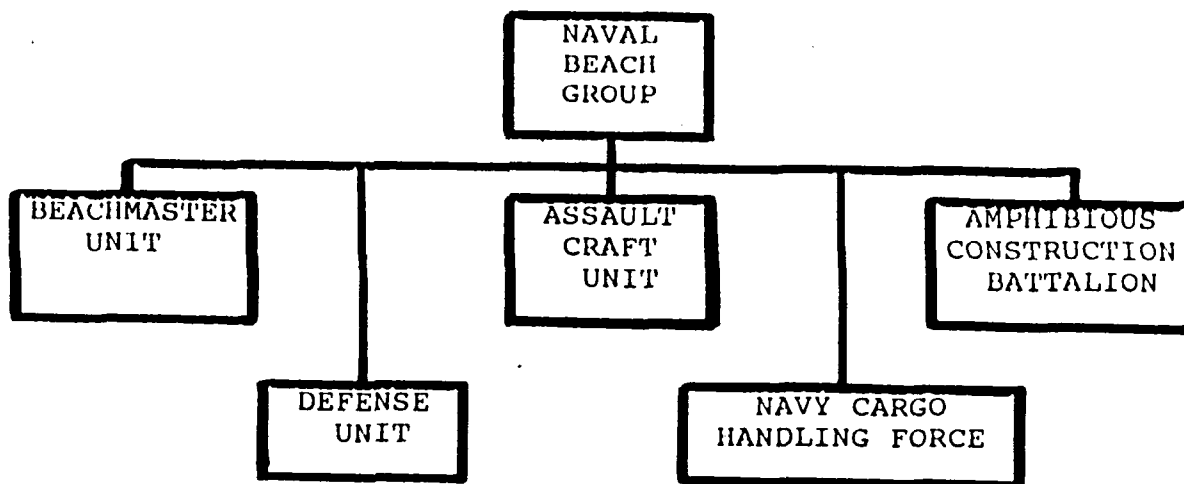 NAVAL
BEACH
GROUP
BEACHMASTER
UNIT
ASSAULT
CRAFT
UNIT
AMPHIBIOUS
CONSTRUCTION
BATTALION
DEFENSE
UNIT
NAVY CARGO
HANDLING FORCE